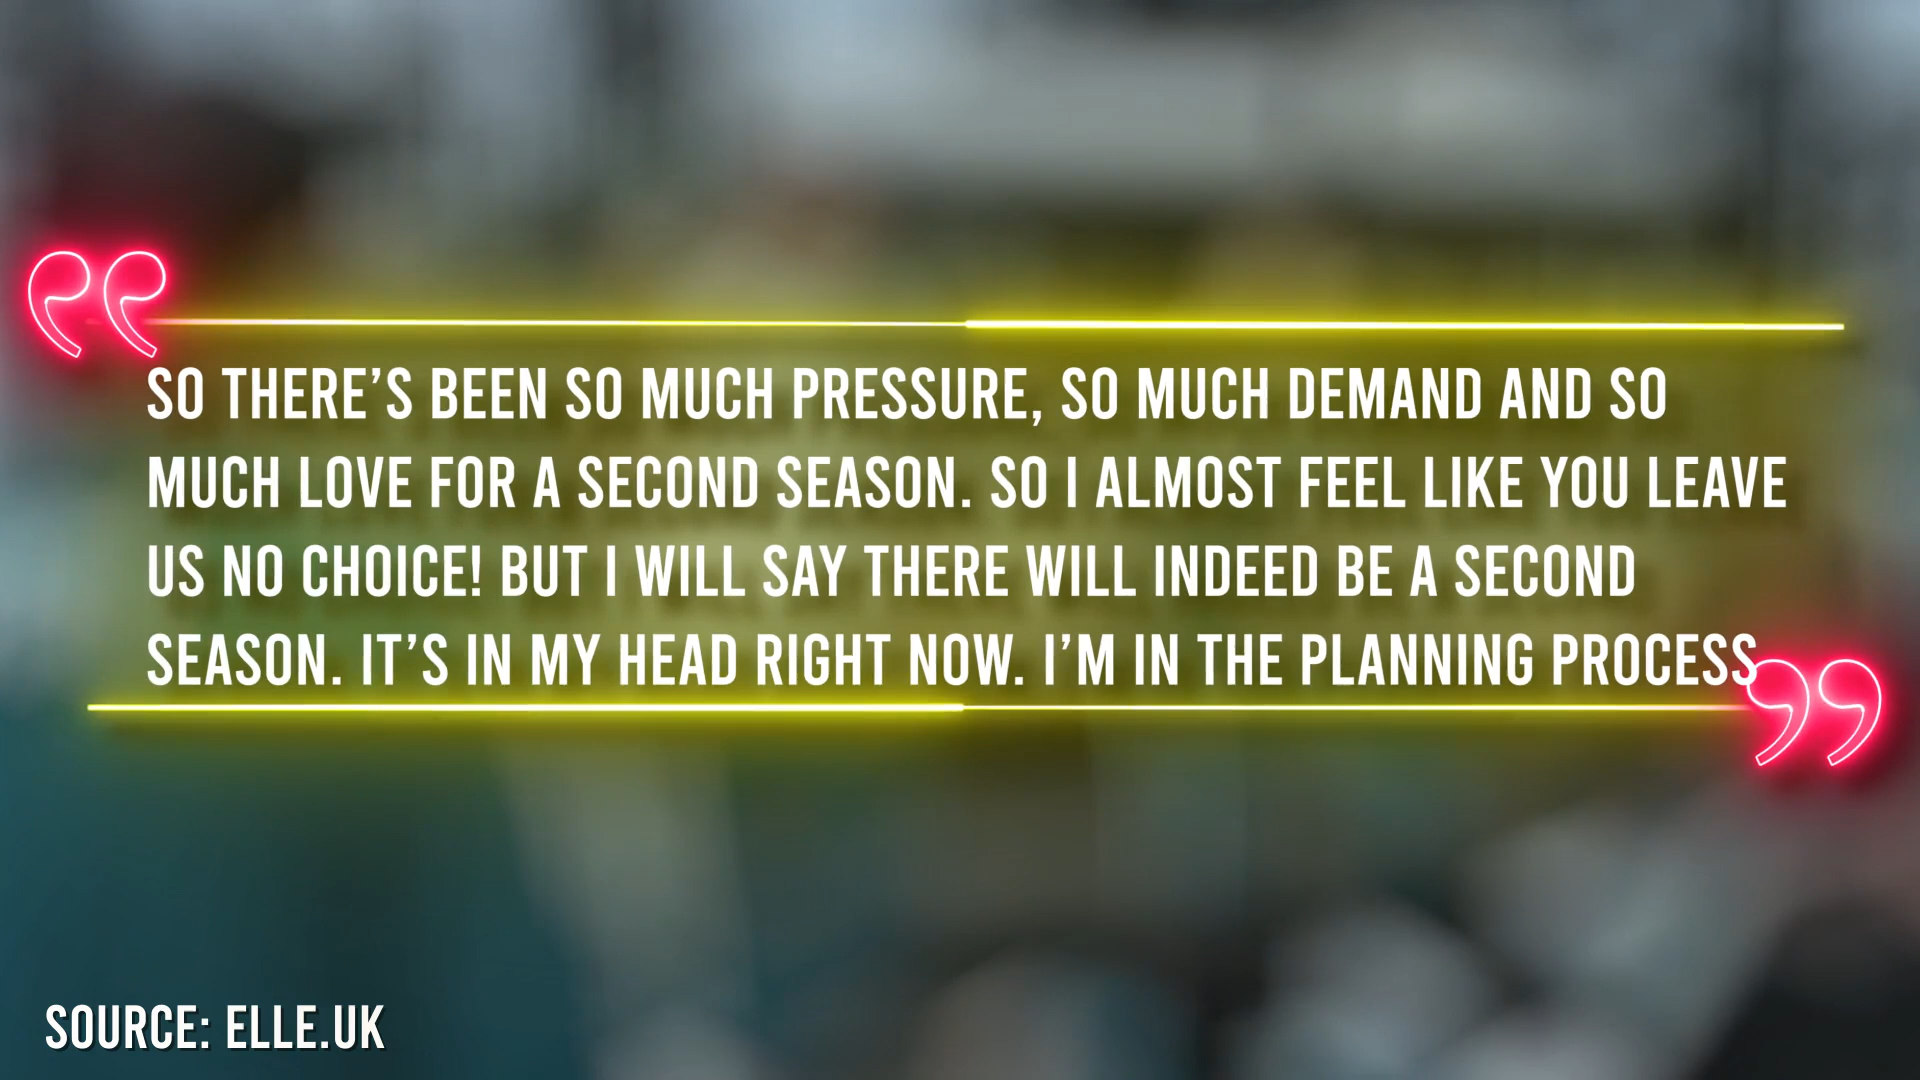 SO THERE’S BEEN SO MUCH PRESSURE, SO MUCH DEMAND AND SO
MUCH LOVE FOR A SECOND SEASON. SO I ALMOST FEEL LIKE YOU LEAVE
US NO CHOICE! BUT I WILL SAY THERE WILL INDEED BE A SECOND
SEASON. IT’S IN MY HEAD RIGHT NOW. I’M IN THE PLANNING PROCESS
SOURCE: ELLE.UK